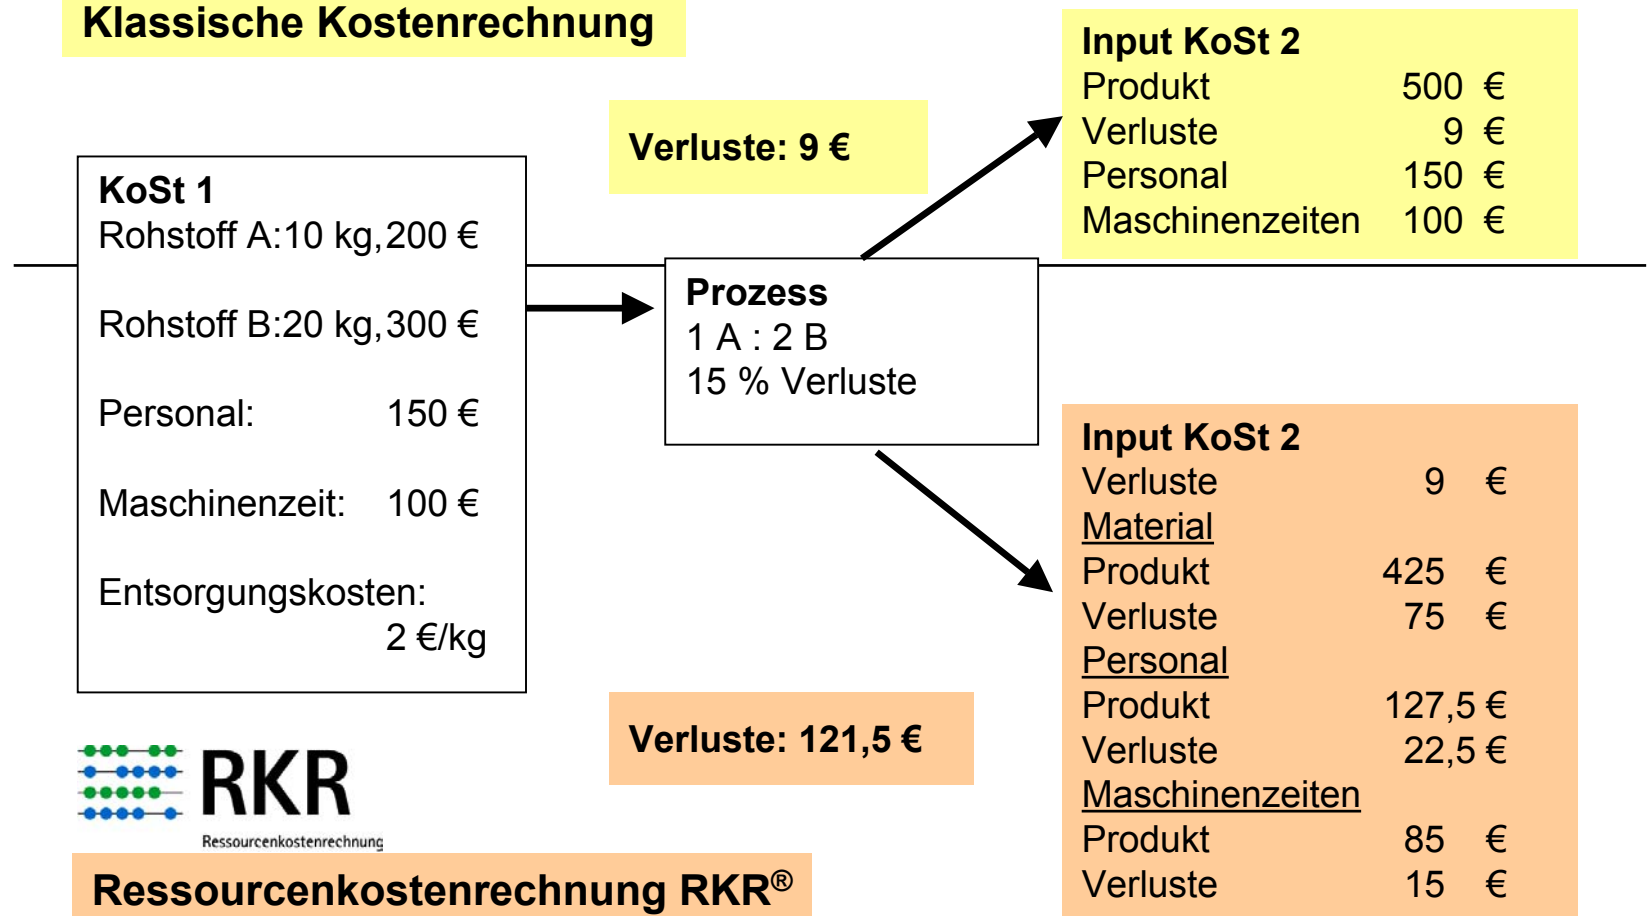 Klassische Kostenrechnung
Input KoSt 2
Produkt 500 €
Verluste 9 €
Personal 150 €
Maschinenzeiten 100 €
Verluste: 9 €
KoSt 1
Rohstoff A:10 kg,200 €
Rohstoff B:20 kg,300 €
Personal: 150 €
Maschinenzeit: 100 €
Entsorgungskosten:
2 €/kg
Prozess
1 A : 2 B
15 % Verluste
Input KoSt 2
Verluste 9 €
Material
Produkt 425 €
Verluste 75 €
Personal
Produkt 127,5 €
Verluste 22,5 €
Maschinenzeiten
Produkt 85 €
Verluste 15 €
Verluste: 121,5 €
RKR
Ressourcenkostenrechnung
Ressourcenkostenrechnung RKR®